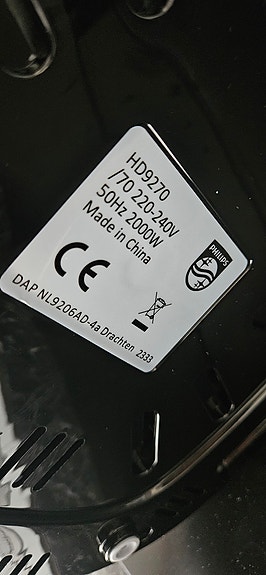 HD9270
/70 220-240V
50Hz 2000W
Made in China
CE
PHILIPS
DAP NL9206AD-4a Drachten 2333